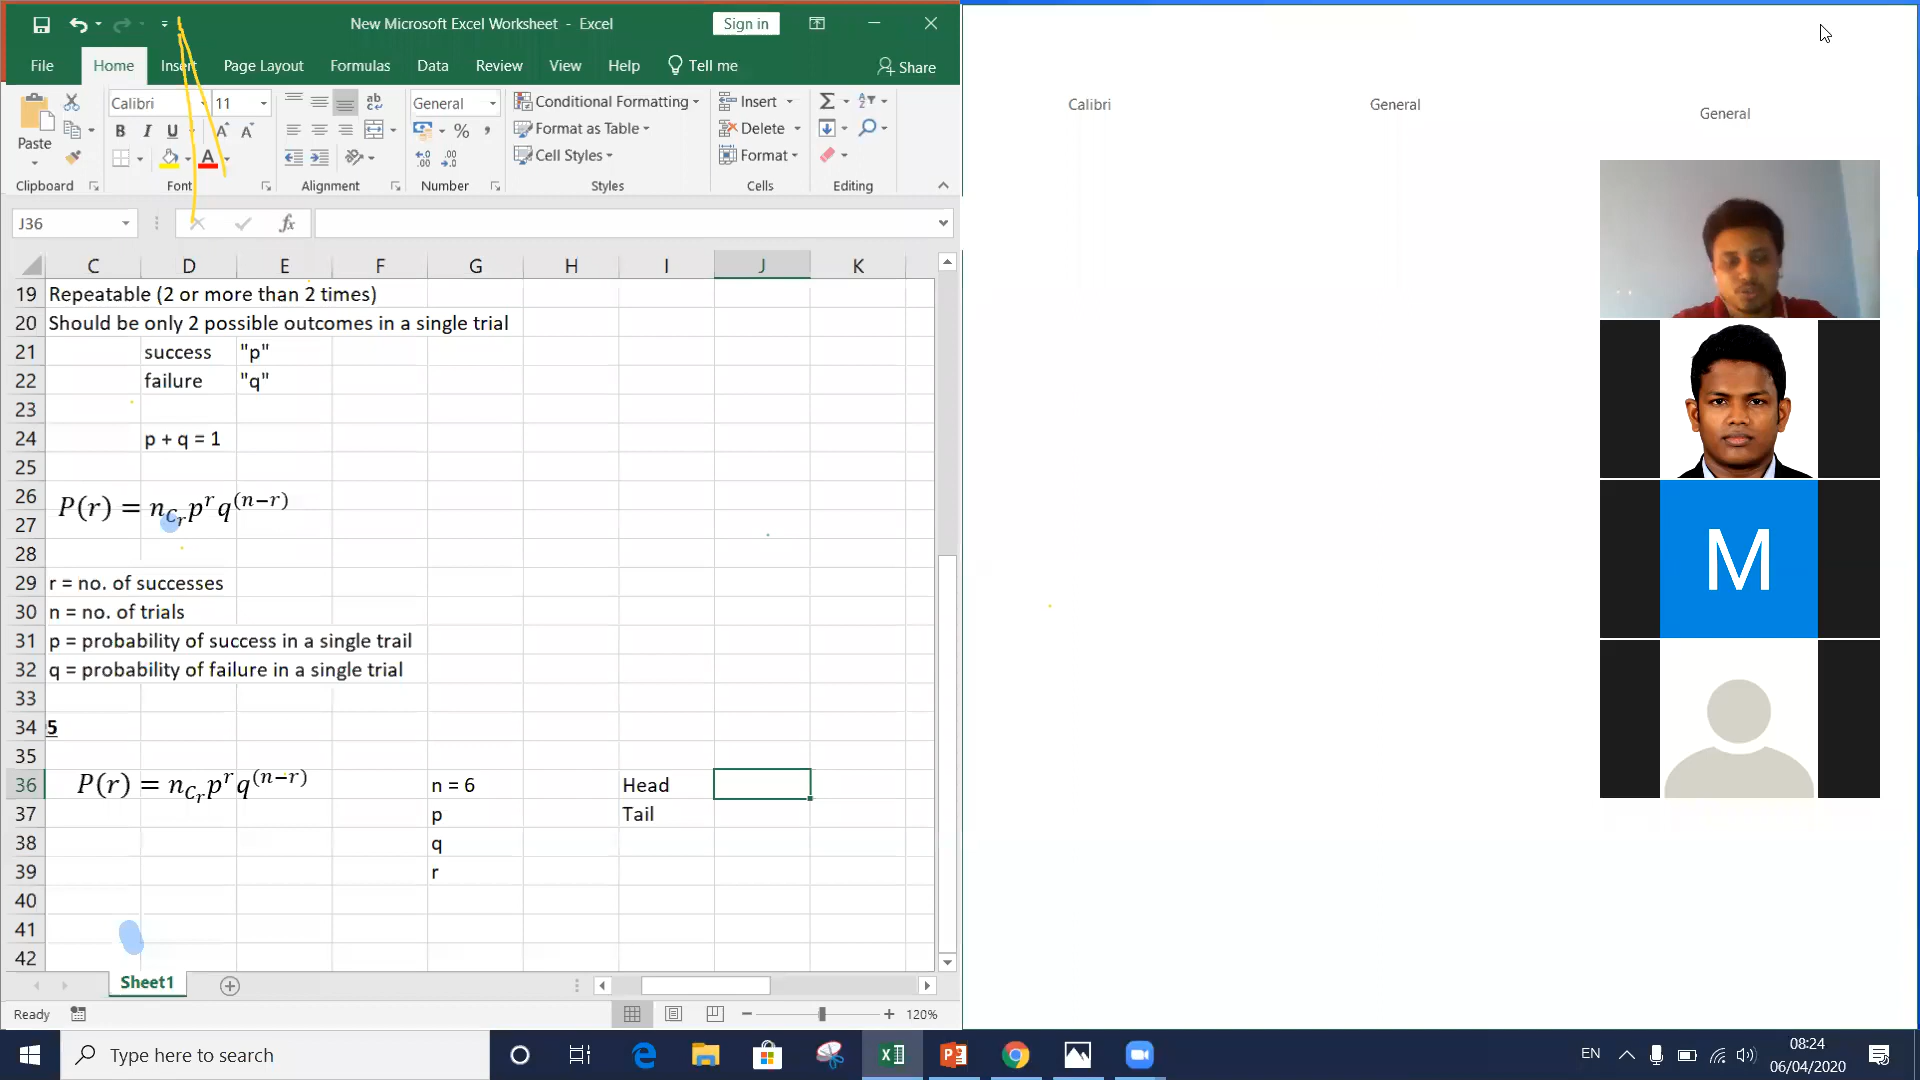 New Microsoft Excel Worksheet - Excel
Sign in
File Home Insert Page Layout Formulas Data Review View Help Tell me Share
Calibri 11
General
Conditional Formatting
Format as Table
Cell Styles
Insert
Delete
Format
Paste
B I U
Clipboard Font Alignment Number Styles Cells Editing
J36
fx
C D E F G H I J K
19 Repeatable (2 or more than 2 times)
20 Should be only 2 possible outcomes in a single trial
21 success "p"
22 failure "q"
23
24 p + q = 1
25
26
P(r) = n_{C_r} p^r q^{(n−r)}
27
28
29 r = no. of successes
30 n = no. of trials
31 p = probability of success in a single trail
32 q = probability of failure in a single trial
33
34 5
35
36 P(r) = n_{C_r} p^r q^{(n−r)} n = 6 Head
37 p Tail
38 q
39 r
40
41
42
Sheet1
Ready
120%
Calibri
General
General
M
Type here to search
EN
08:24
06/04/2020